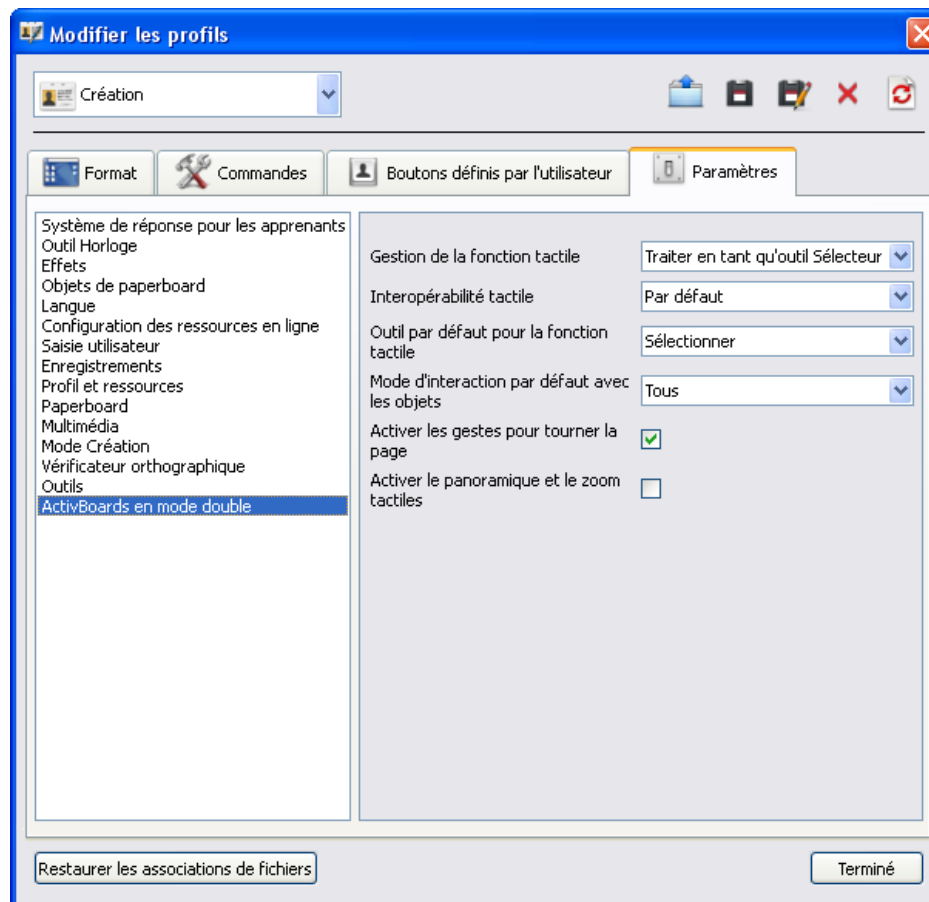 Modifier les profils
Création
Format
Commandes
Boutons définis par l'utilisateur
Paramètres
Système de réponse pour les apprenants
Outil Horloge
Effets
Objets de paperboard
Langue
Configuration des ressources en ligne
Saisie utilisateur
Enregistrements
Profil et ressources
Paperboard
Multimédia
Mode Création
Vérificateur orthographique
Outils
ActivBoards en mode double
Gestion de la fonction tactile
Traiter en tant qu'outil Sélecteur
Interopérabilité tactile
Par défaut
Outil par défaut pour la fonction
tactile
Sélectionner
Mode d'interaction par défaut avec
les objets
Tous
Activer les gestes pour tourner la
page
Activer le panoramique et le zoom
tactiles
Restaurer les associations de fichiers
Terminé